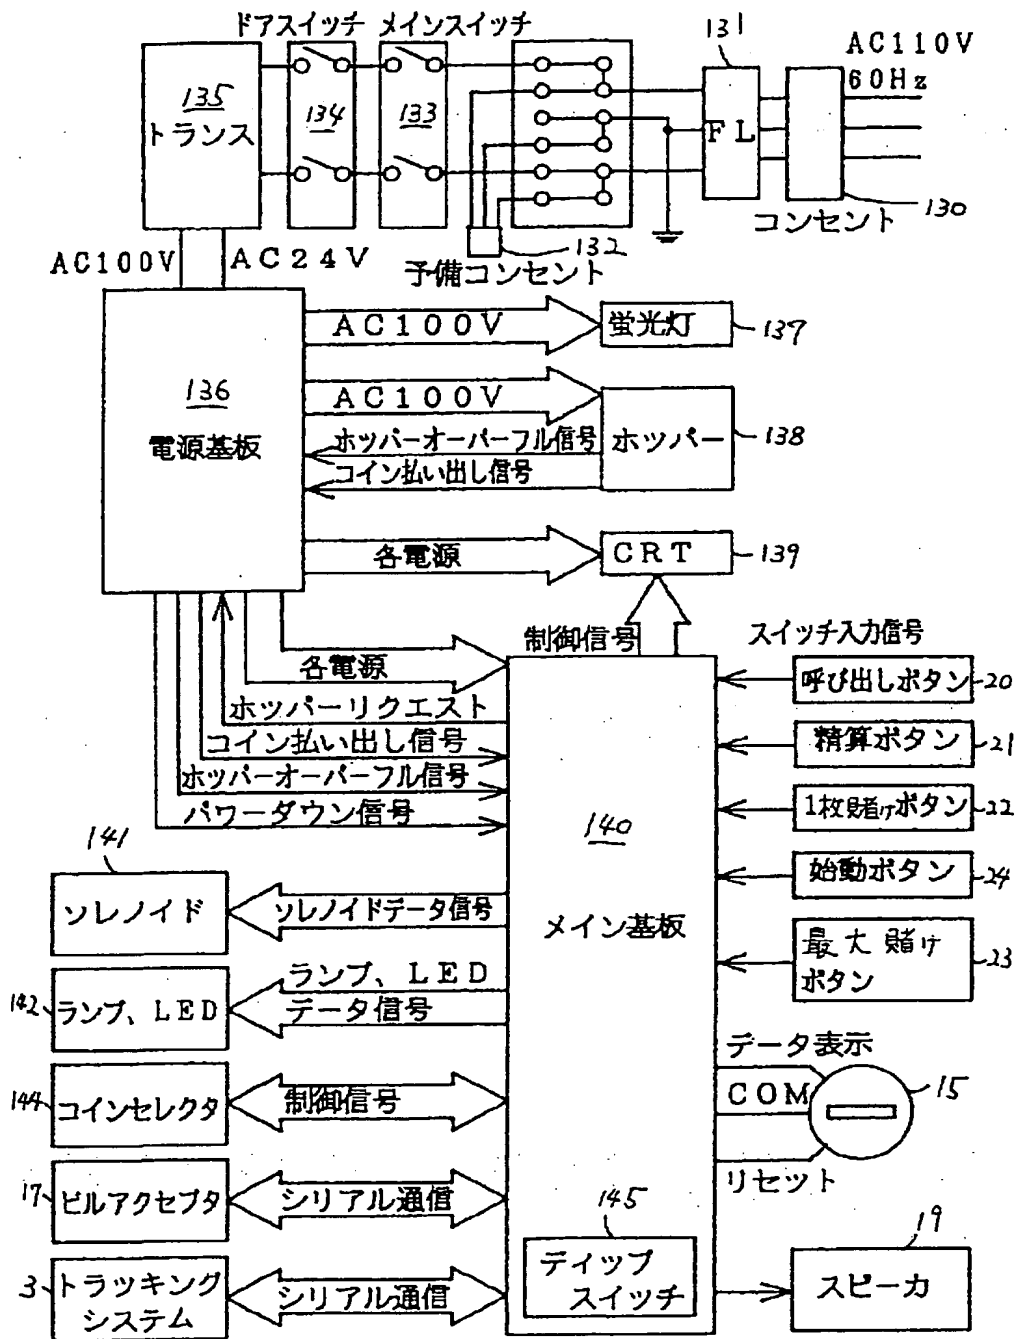 ドアスイッチ メインスイッチ
131
AC110V
60Hz
135
トランス
134
133
FL
130
コンセント
132
予備コンセント
AC100V
AC24V
AC100V
蛍光灯
137
136
電源基板
AC100V
ホッパーオーバーフル信号
コイン払い出し信号
ホッパー
138
各電源
CRT
139
制御信号
スイッチ入力信号
各電源
ホッパーリクエスト
コイン払い出し信号
ホッパーオーバーフル信号
パワーダウン信号
呼び出しボタン
20
精算ボタン
21
1枚賭けボタン
22
始動ボタン
24
最大賭け
ボタン
23
140
メイン基板
141
ソレノイド
ソレノイドデータ信号
142
ランプ、LED
ランプ、LED
データ信号
144
コインセレクタ
制御信号
データ表示
COM
リセット
15
17
ビルアクセプタ
シリアル通信
145
ディップ
スイッチ
19
スピーカ
3
トラッキング
システム
シリアル通信